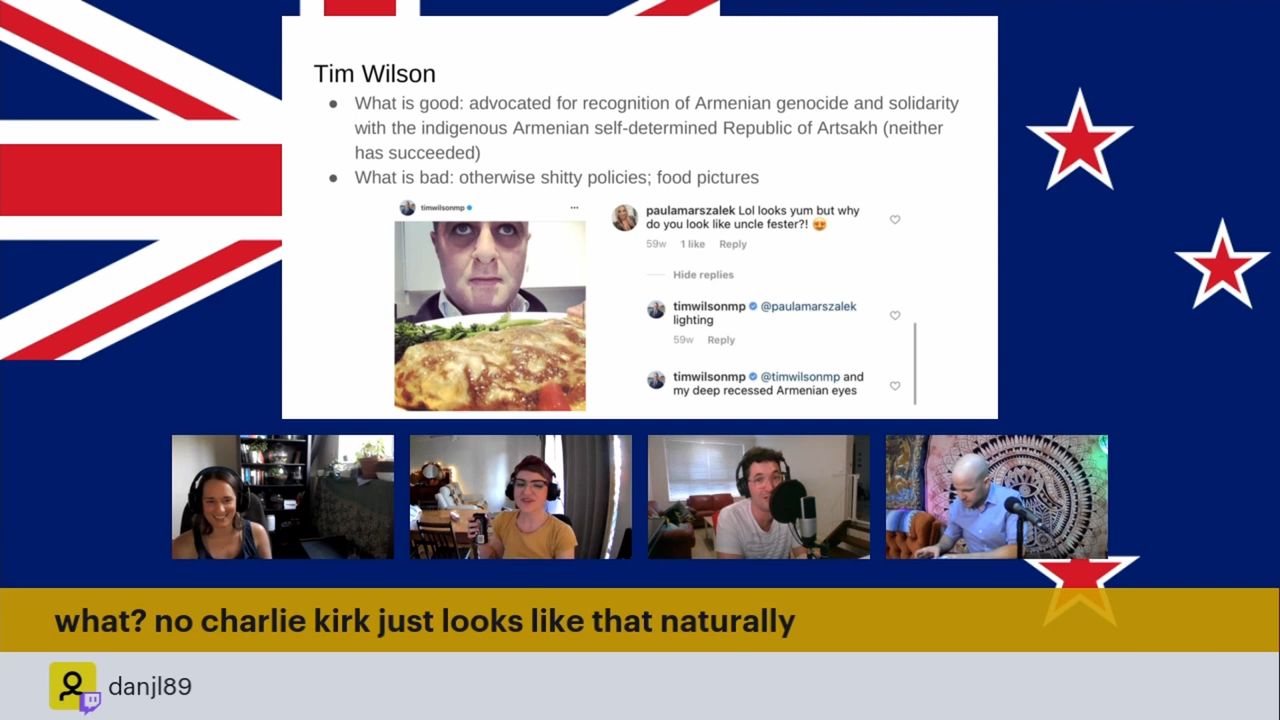 Tim Wilson
● What is good: advocated for recognition of Armenian genocide and solidarity
with the indigenous Armenian self-determined Republic of Artsakh (neither
has succeeded)
● What is bad: otherwise shitty policies; food pictures
timwilsonmp
paulamarszalek Lol looks yum but why
do you look like uncle fester?! 😍
59w 1 like Reply
Hide replies
timwilsonmp @paulamarszalek
lighting
59w Reply
timwilsonmp @timwilsonmp and
my deep recessed Armenian eyes
what? no charlie kirk just looks like that naturally
danjl89